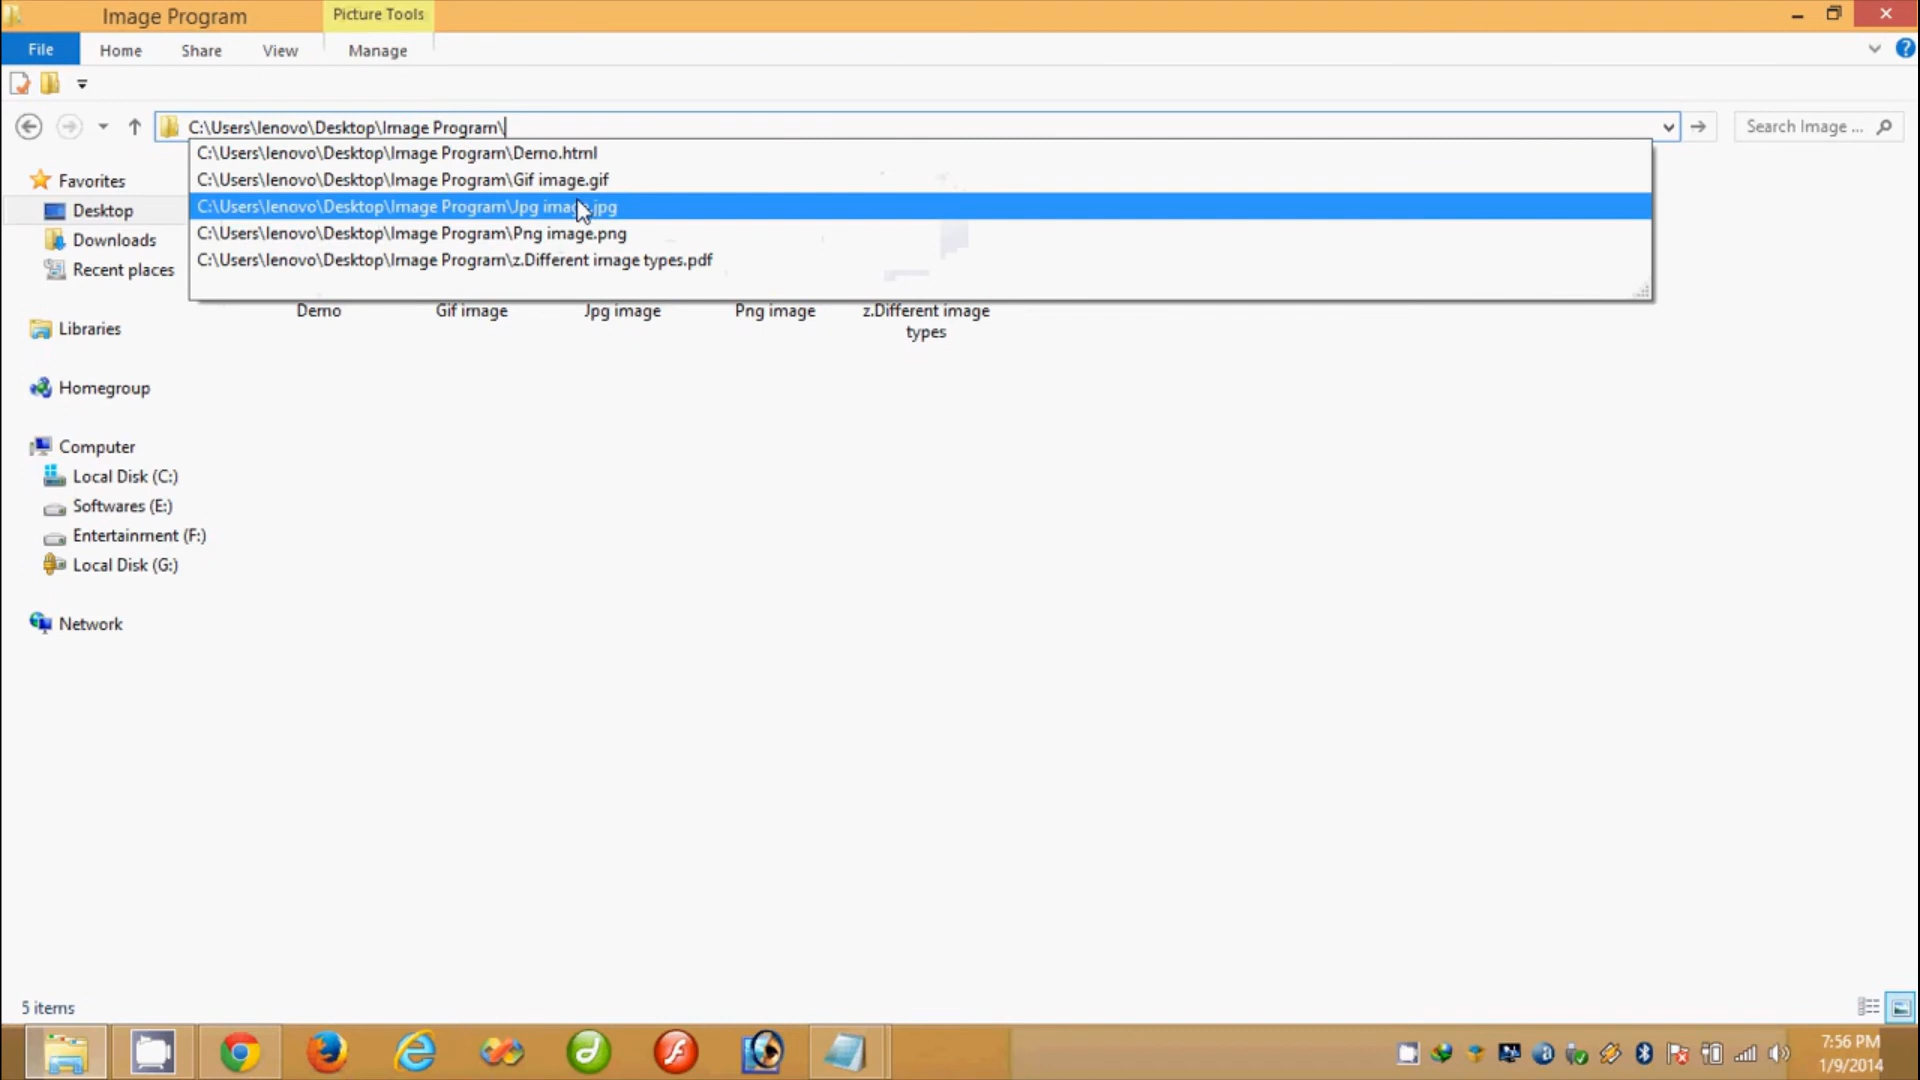 Image Program
Picture Tools
File
Home
Share
View
Manage
C:\Users\lenovo\Desktop\Image Program\
Search Image ...
C:\Users\lenovo\Desktop\Image Program\Demo.html
C:\Users\lenovo\Desktop\Image Program\Gif image.gif
C:\Users\lenovo\Desktop\Image Program\Jpg image.jpg
C:\Users\lenovo\Desktop\Image Program\Png image.png
C:\Users\lenovo\Desktop\Image Program\z.Different image types.pdf
Favorites
Desktop
Downloads
Recent places
Libraries
Homegroup
Computer
Local Disk (C:)
Softwares (E:)
Entertainment (F:)
Local Disk (G:)
Network
Demo
Gif image
Jpg image
Png image
z.Different image
types
5 items
7:56 PM
1/9/2014